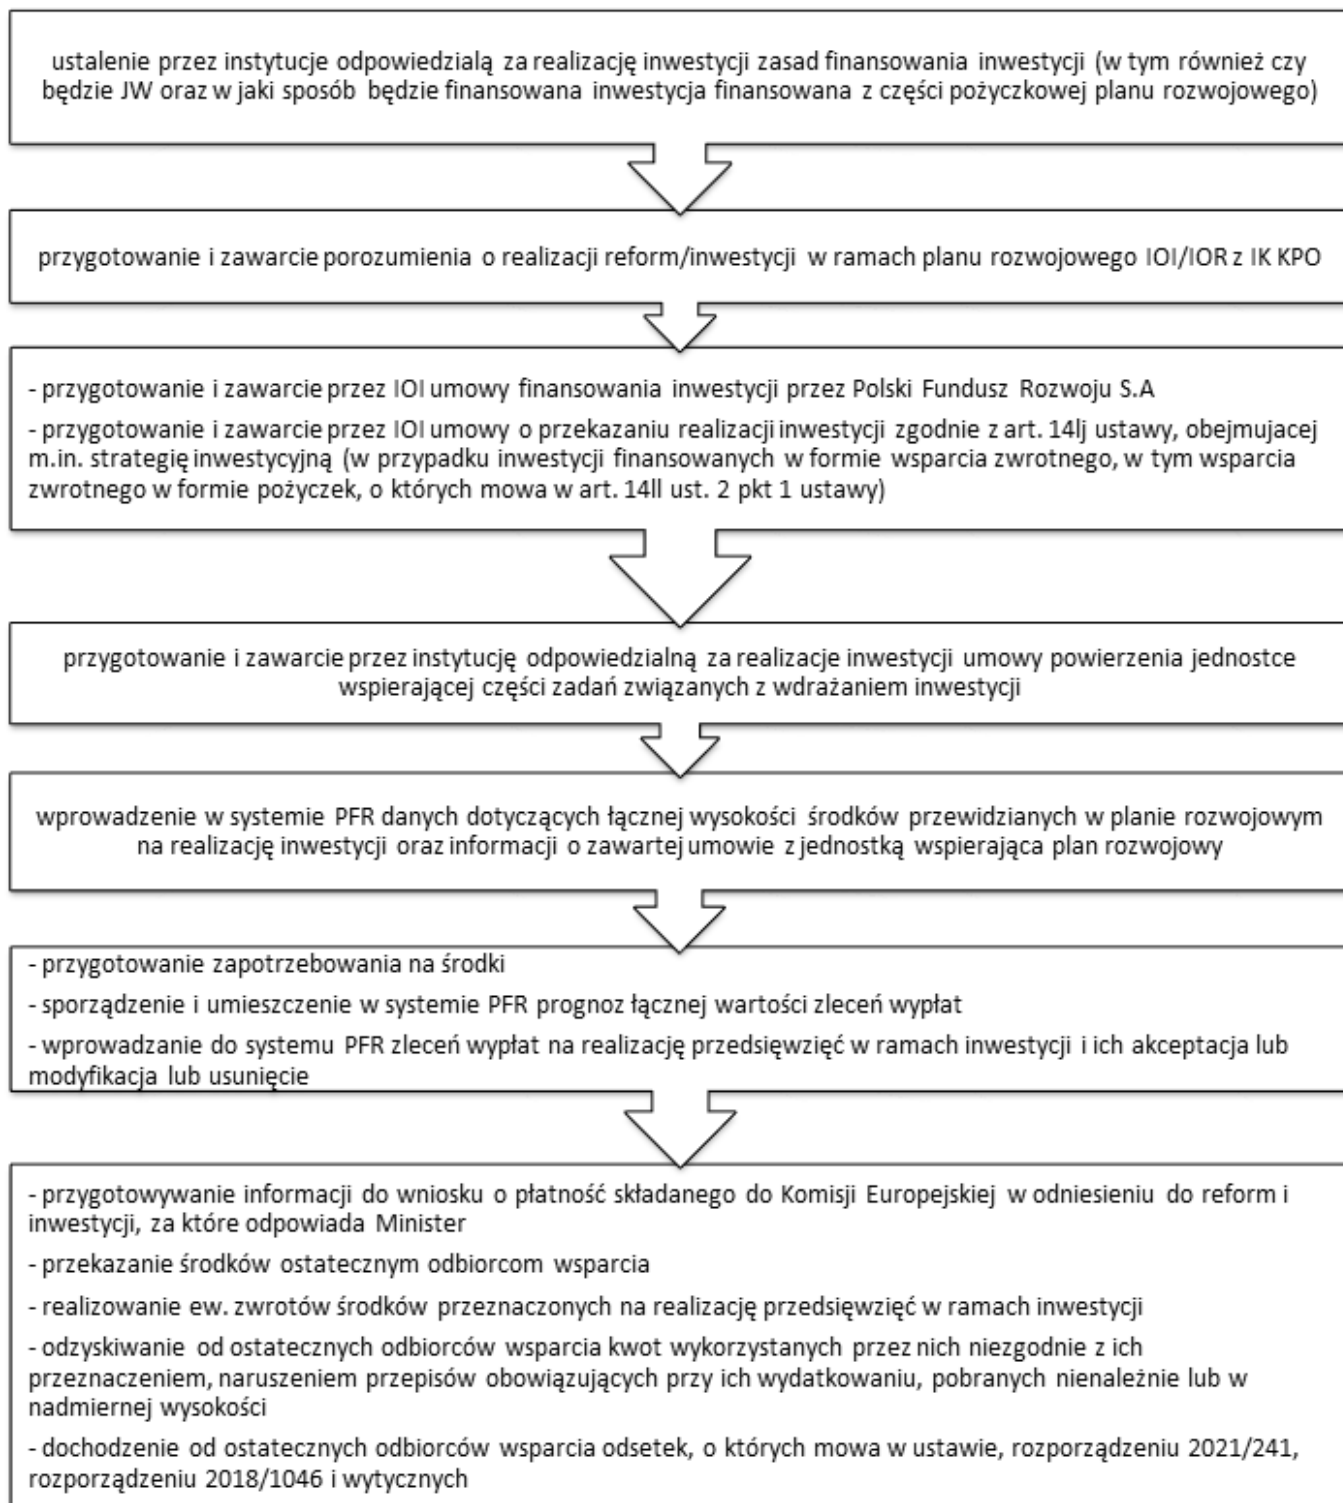 ustalenie przez instytucje odpowiedzialą za realizację inwestycji zasad finansowania inwestycji (w tym również czy
będzie JW oraz w jaki sposób będzie finansowana inwestycja finansowana z części pożyczkowej planu rozwojowego)
przygotowanie i zawarcie porozumienia o realizacji reform/inwestycji w ramach planu rozwojowego IOI/IOR z IK KPO
- przygotowanie i zawarcie przez IOI umowy finansowania inwestycji przez Polski Fundusz Rozwoju S.A
- przygotowanie i zawarcie przez IOI umowy o przekazaniu realizacji inwestycji zgodnie z art. 14lj ustawy, obejmujacej
m.in. strategię inwestycyjną (w przypadku inwestycji finansowanych w formie wsparcia zwrotnego, w tym wsparcia
zwrotnego w formie pożyczek, o których mowa w art. 14ll ust. 2 pkt 1 ustawy)
przygotowanie i zawarcie przez instytucję odpowiedzialną za realizacje inwestycji umowy powierzenia jednostce
wspierającej części zadań związanych z wdrażaniem inwestycji
wprowadzenie w systemie PFR danych dotyczących łącznej wysokości środków przewidzianych w planie rozwojowym
na realizację inwestycji oraz informacji o zawartej umowie z jednostką wspierająca plan rozwojowy
- przygotowanie zapotrzebowania na środki
- sporządzenie i umieszczenie w systemie PFR prognoz łącznej wartości zleceń wypłat
- wprowadzanie do systemu PFR zleceń wypłat na realizację przedsięwzięć w ramach inwestycji i ich akceptacja lub
modyfikacja lub usunięcie
- przygotowywanie informacji do wniosku o płatność składanego do Komisji Europejskiej w odniesieniu do reform i
inwestycji, za które odpowiada Minister
- przekazanie środków ostatecznym odbiorcom wsparcia
- realizowanie ew. zwrotów środków przeznaczonych na realizację przedsięwzięć w ramach inwestycji
- odzyskiwanie od ostatecznych odbiorców wsparcia kwot wykorzystanych przez nich niezgodnie z ich
przeznaczeniem, naruszeniem przepisów obowiązujących przy ich wydatkowaniu, pobranych nienależnie lub w
nadmiernej wysokości
- dochodzenie od ostatecznych odbiorców wsparcia odsetek, o których mowa w ustawie, rozporządzeniu 2021/241,
rozporządzeniu 2018/1046 i wytycznych